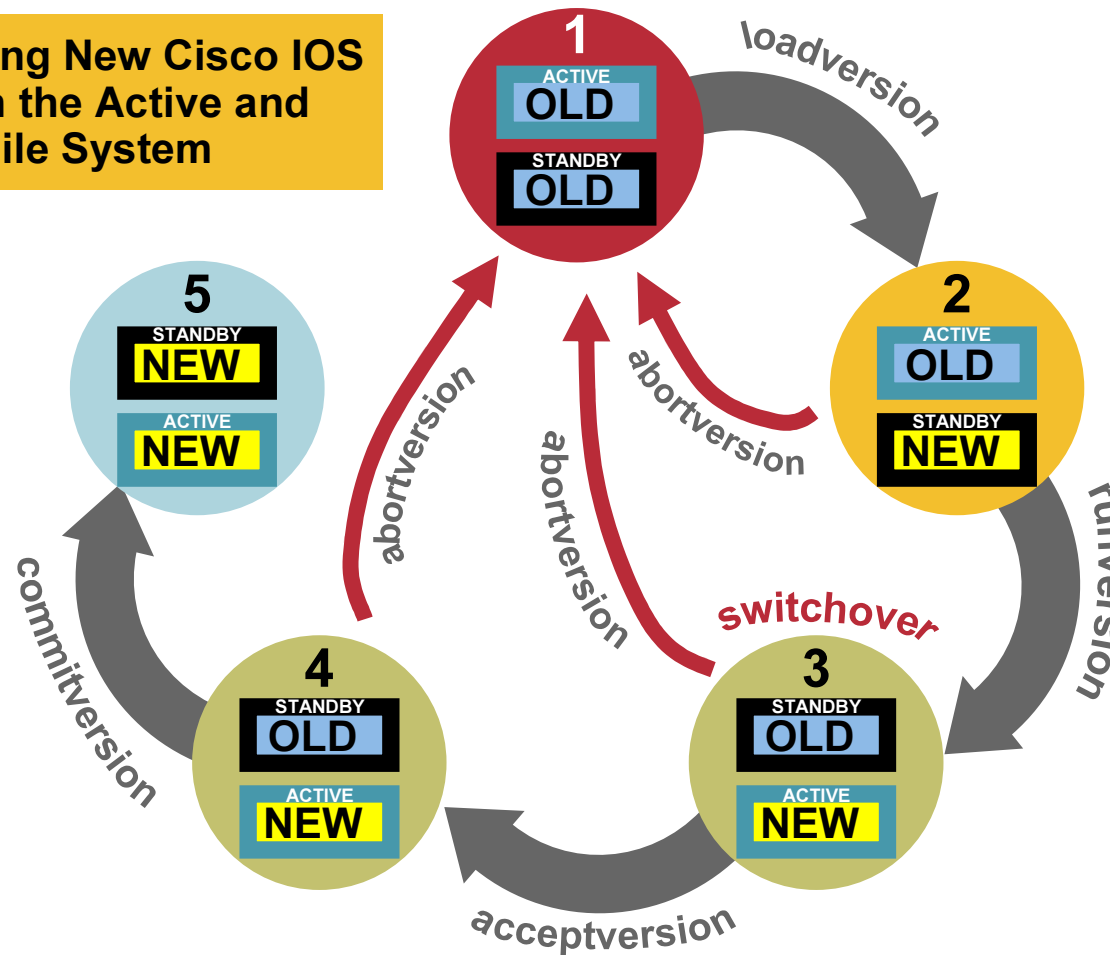 ng New Cisco IOS
the Active and
ile System
1
ACTIVE
OLD
STANDBY
OLD
loadversion
2
ACTIVE
OLD
STANDBY
NEW
runversion
switchover
3
STANDBY
OLD
ACTIVE
NEW
acceptversion
4
STANDBY
OLD
ACTIVE
NEW
commitversion
5
STANDBY
NEW
ACTIVE
NEW
abortversion
abortversion
abortversion